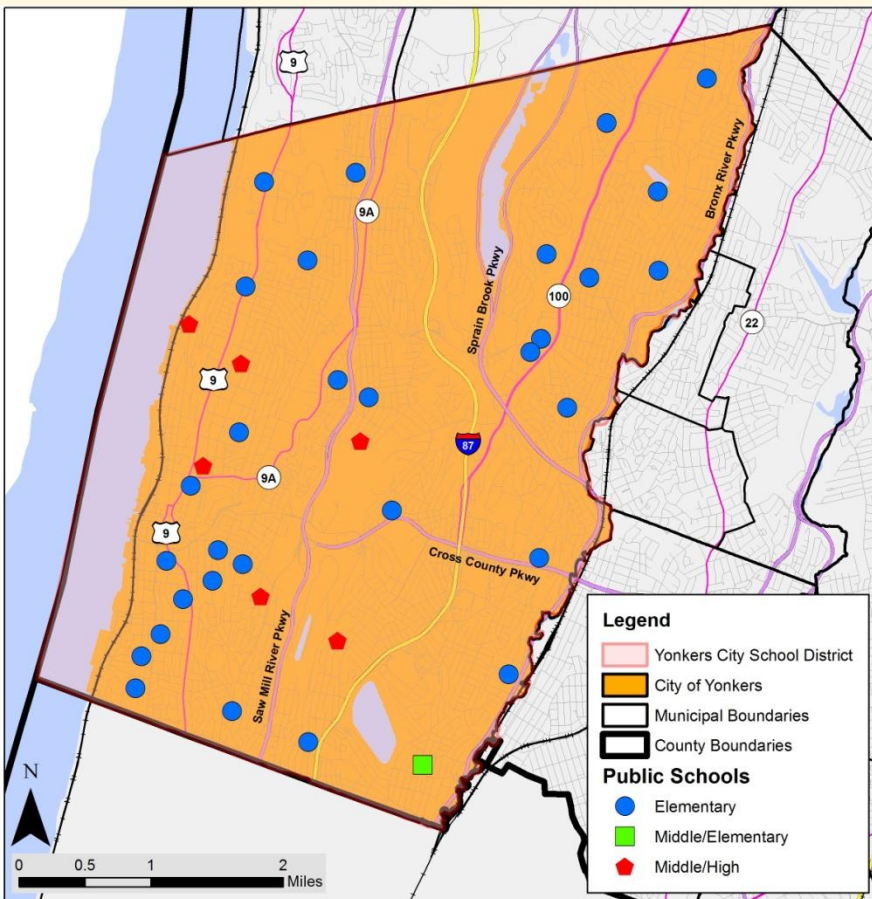 9
9A
Bronx River Pkwy
Sprain Brook Pkwy
100
22
9
87
9A
9
Cross County Pkwy
Saw Mill River Pkwy
Legend
Yonkers City School District
City of Yonkers
Municipal Boundaries
County Boundaries
Public Schools
Elementary
Middle/Elementary
Middle/High
N
0 0.5 1 2
Miles